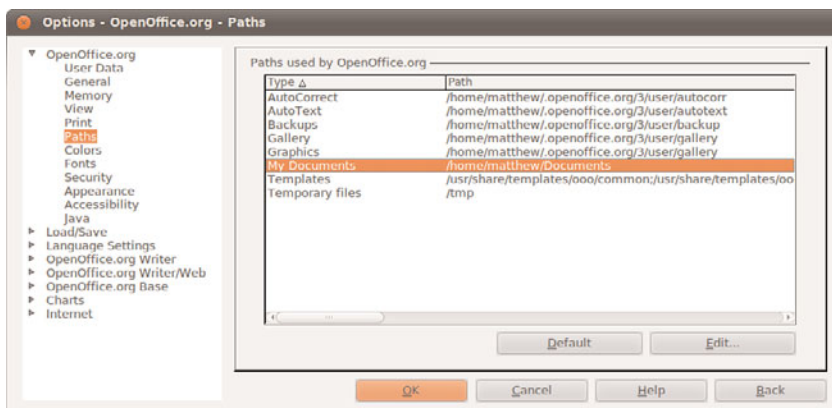 Options - OpenOffice.org - Paths
OpenOffice.org
User Data
General
Memory
View
Print
Paths
Colors
Fonts
Security
Appearance
Accessibility
Java
Load/Save
Language Settings
OpenOffice.org Writer
OpenOffice.org Writer/Web
OpenOffice.org Base
Charts
Internet
Paths used by OpenOffice.org
Type Path
AutoCorrect /home/matthew/.openoffice.org/3/user/autocorr
AutoText /home/matthew/.openoffice.org/3/user/autotext
Backups /home/matthew/.openoffice.org/3/user/backup
Gallery /home/matthew/.openoffice.org/3/user/gallery
Graphics /home/matthew/.openoffice.org/3/user/gallery
My Documents /home/matthew/Documents
Templates /usr/share/templates/ooo/common;/usr/share/templates/oo
Temporary files /tmp
Default Edit...
OK Cancel Help Back